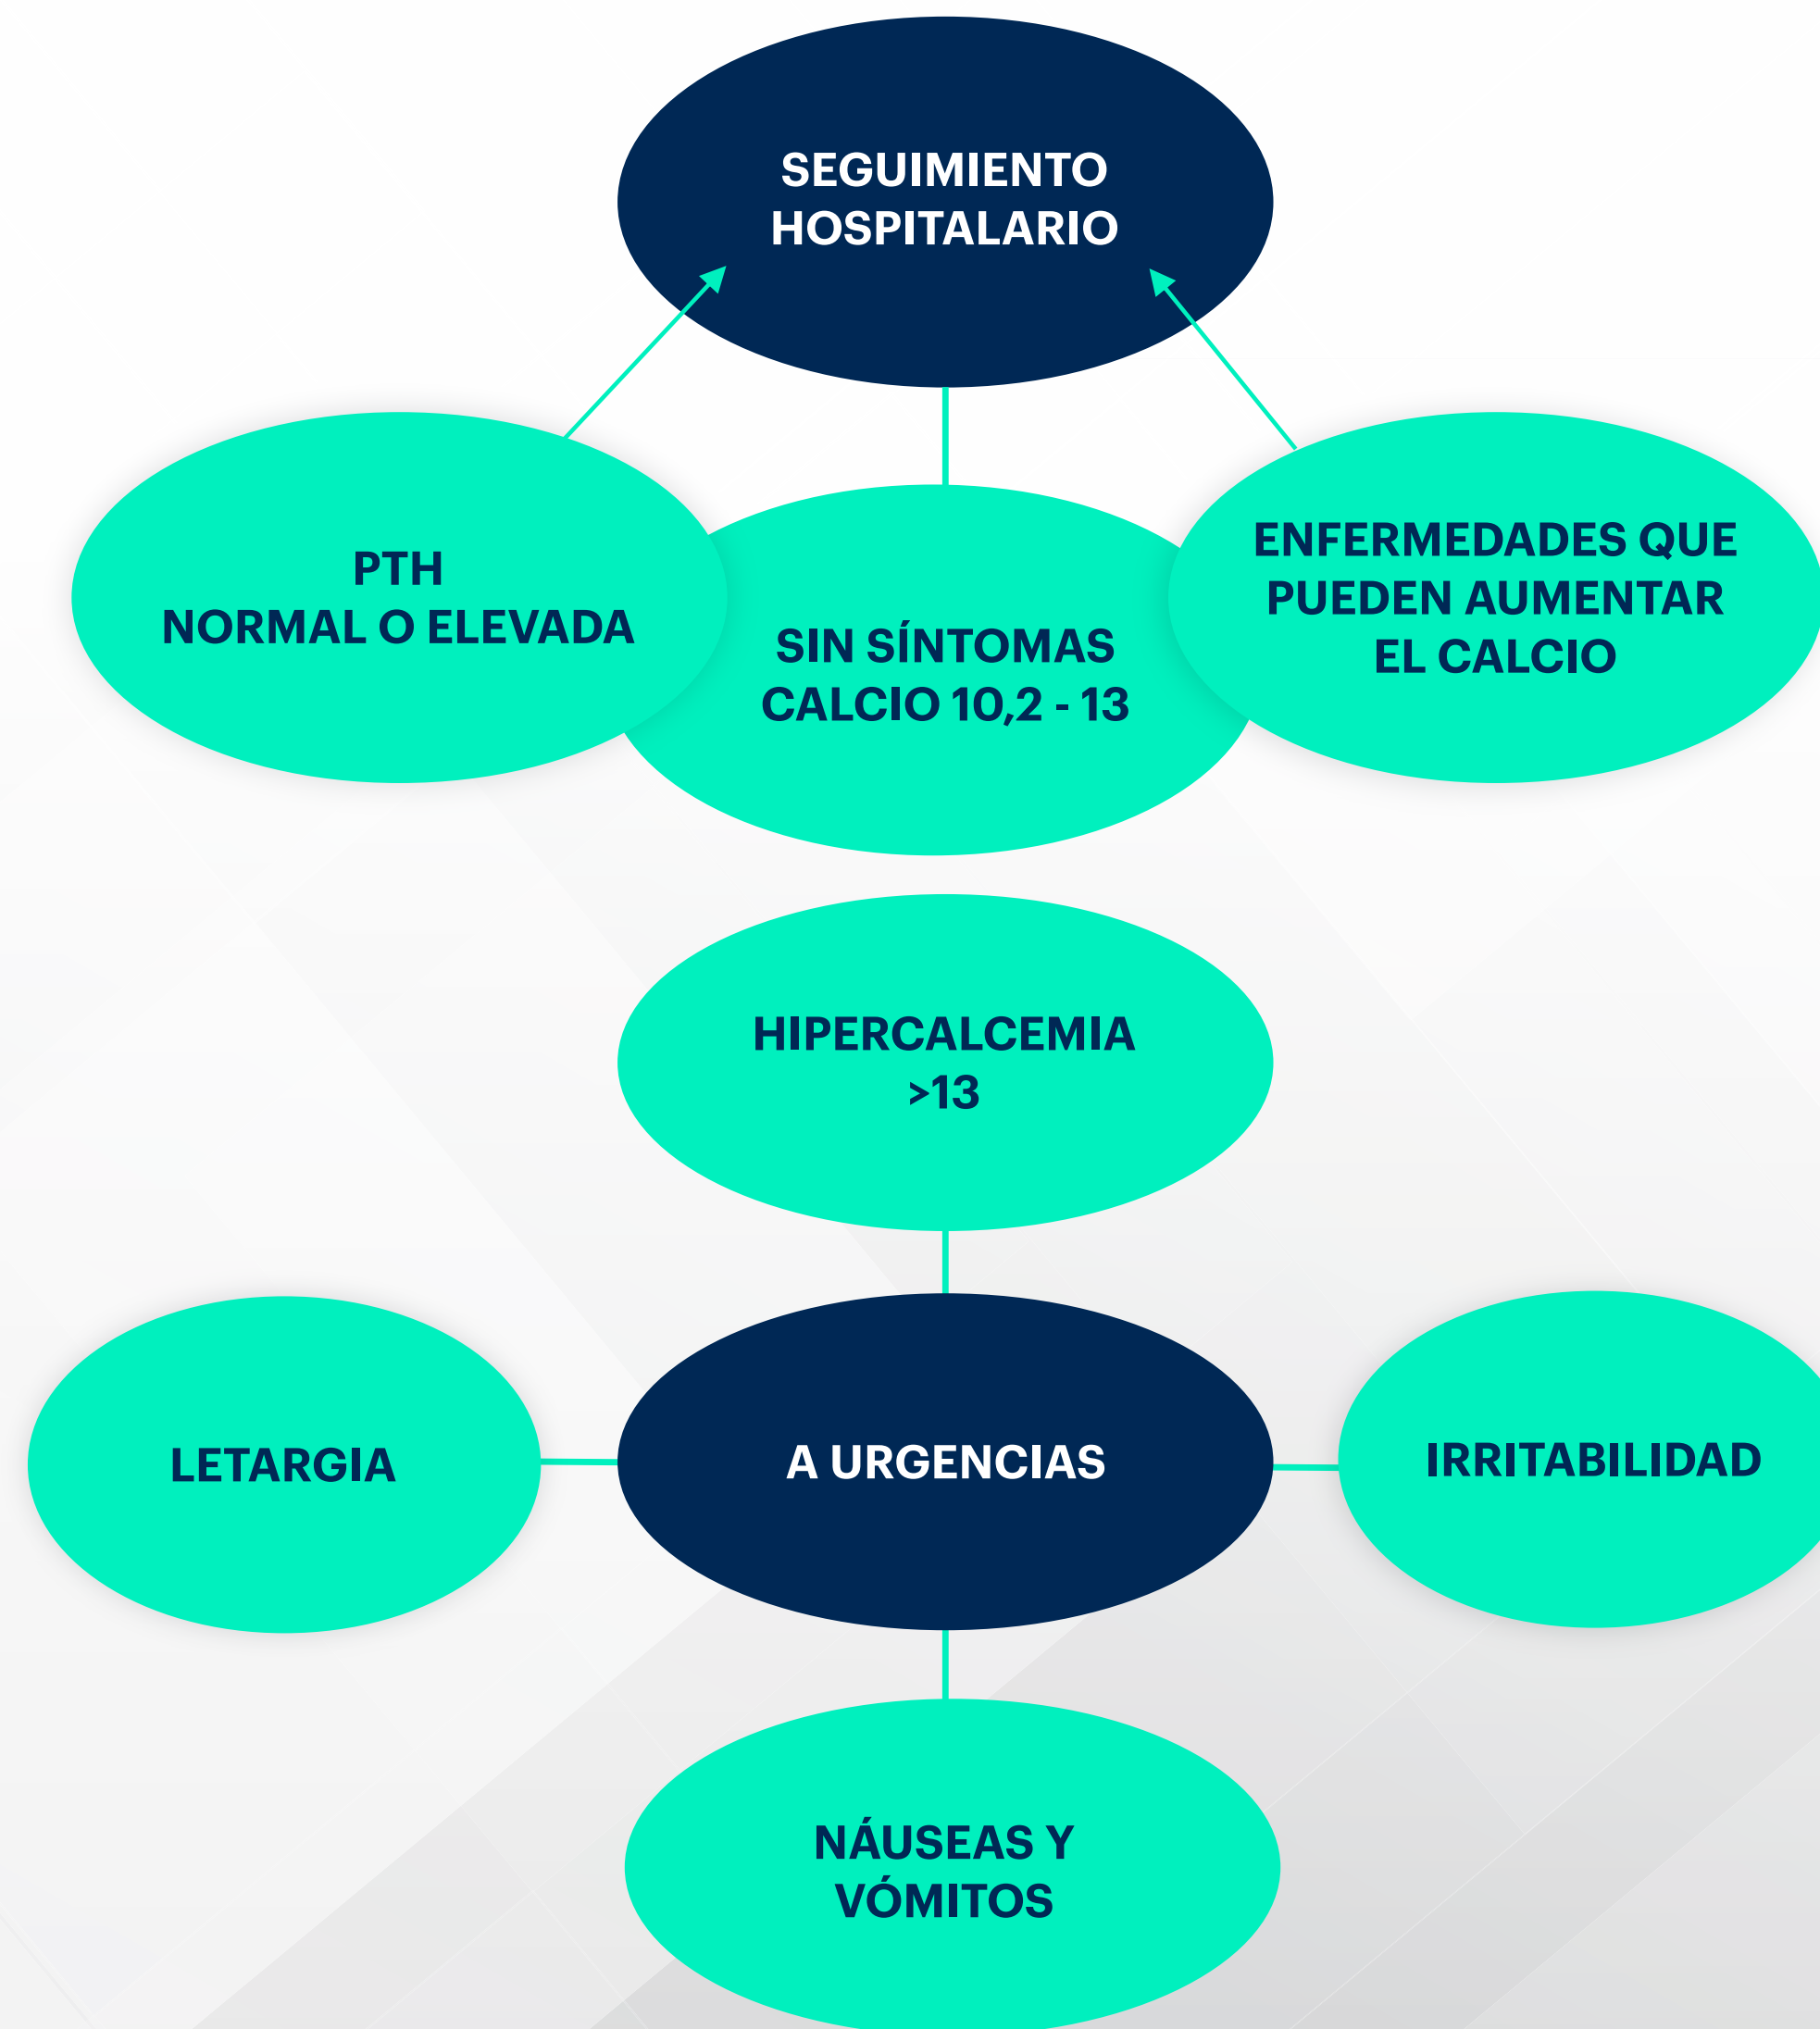 SEGUIMIENTO
HOSPITALARIO
PTH
NORMAL O ELEVADA
SIN SÍNTOMAS
CALCIO 10,2 - 13
ENFERMEDADES QUE
PUEDEN AUMENTAR
EL CALCIO
HIPERCALCEMIA
>13
LETARGIA
A URGENCIAS
IRRITABILIDAD
NÁUSEAS Y
VÓMITOS